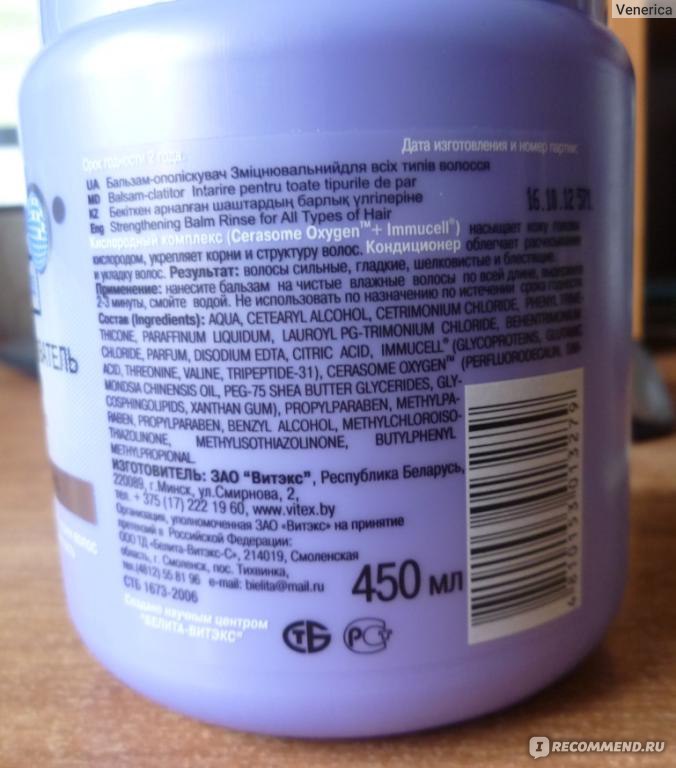 Venerica
Срок годности 2 года
Дата изготовления и номер партии:
UA Бальзам-ополіскувач Зміцнювальнийдля всіх типів волосся
MD Balsam-clatitor Intarire pentru toate tipurile de par
KZ Бекіткен арналған шаштардың барлық үлгілеріне
Eng Strengthening Balm Rinse for All Types of Hair
16.10.12
Кислородный комплекс (Cerasome Oxygen™+ Immucell®) насыщает кожу головы
кислородом, укрепляет корни и структуру волос. Кондиционер облегчает расчесывание
и укладку волос. Результат: волосы сильные, гладкие, шелковистые и блестящие.
Применение: нанесите бальзам на чистые влажные волосы по всей длине, выдержите
2-3 минуты, смойте водой. Не использовать по назначению по истечении срока годности.
Состав (Ingredients): AQUA, CETEARYL ALCOHOL, CETRIMONIUM CHLORIDE, PHENYL TRIME-
THICONE, PARAFFINUM LIQUIDUM, LAUROYL PG-TRIMONIUM CHLORIDE, BEHENTRIMONIUM
CHLORIDE, PARFUM, DISODIUM EDTA, CITRIC ACID, IMMUCELL® (GLYCOPROTEINS, GLUTAMIC
ACID, THREONINE, VALINE, TRIPEPTIDE-31), CERASOME OXYGEN™ (PERFLUORODECALIN,
MONDSIA CHINENSIS OIL, PEG-75 SHEA BUTTER GLYCERIDES, GLY-
COSPHINGOLIPIDS, XANTHAN GUM), PROPYLPARABEN, METHYLPA-
RABEN, PROPYLPARABEN, BENZYL ALCOHOL, METHYLCHLOROISO-
THIAZOLINONE, METHYLISOTHIAZOLINONE, BUTYLPHENYL
METHYLPROPIONAL.
ИЗГОТОВИТЕЛЬ: ЗАО "Витэкс", Республика Беларусь,
220089, г.Минск, ул.Смирнова, 2,
тел. + 375 (17) 222 19 60, www.vitex.by
Организация, уполномоченная ЗАО «Витэкс» на принятие
претензий в Российской Федерации:
ООО ТД «Белита-Витэкс-С», 214019, Смоленская
область, г. Смоленск, пос. Тихвинка,
тел.(4812) 55 81 96 e-mail: bielita@mail.ru
СТБ 1673-2006
450 мл
Создано научным центром
"БЕЛИТА-ВИТЭКС"
СТБ
РСТ
4810153013279
волос
IRECOMMEND.RU